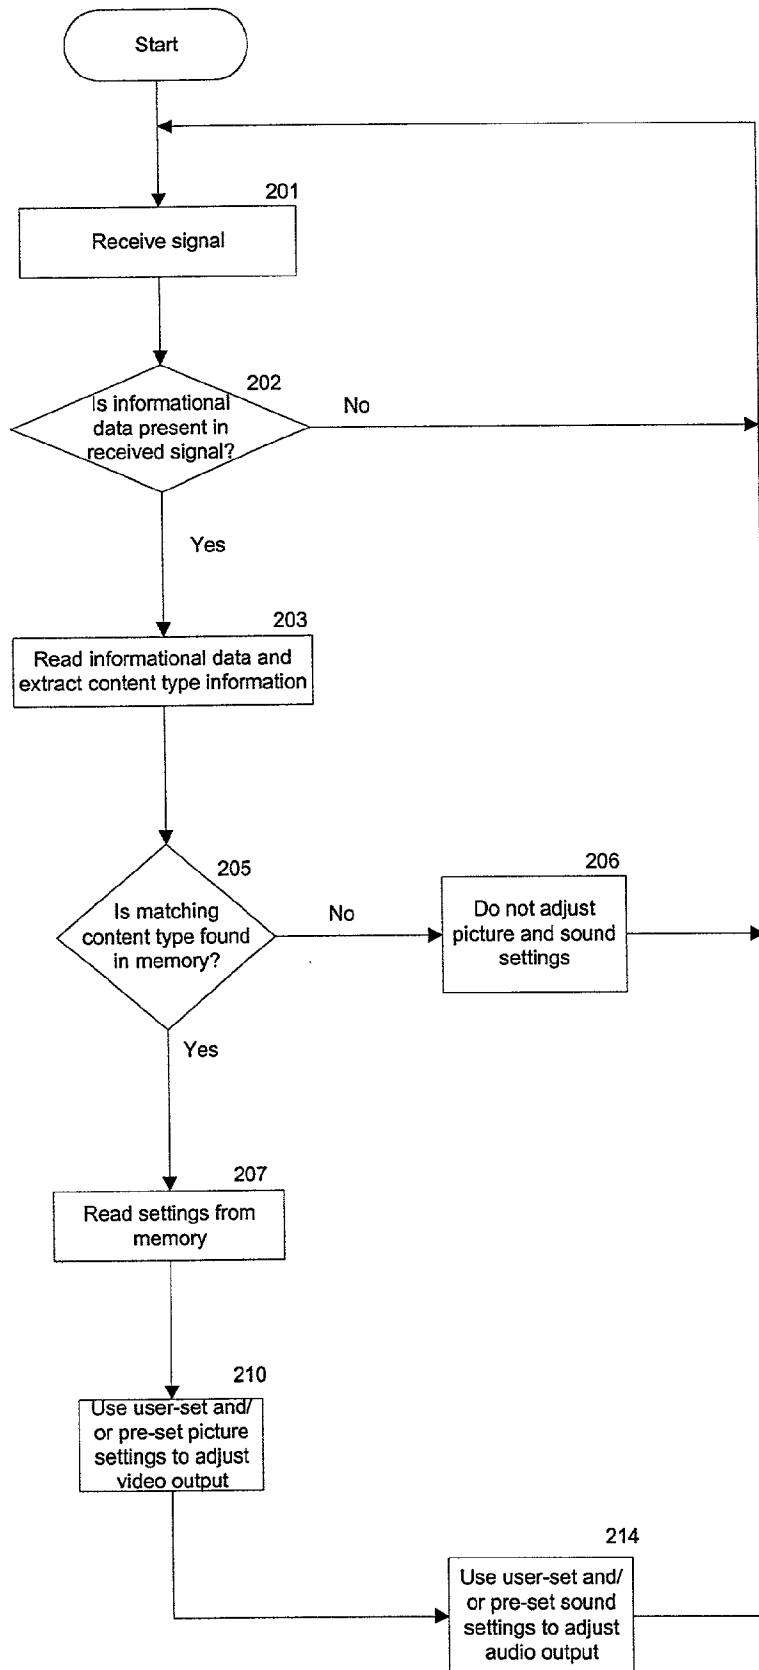 Start
201
Receive signal
202
Is informational
data present in
received signal?
No
Yes
203
Read informational data and
extract content type information
205
Is matching
content type found
in memory?
No
206
Do not adjust
picture and sound
settings
Yes
207
Read settings from
memory
210
Use user-set and/
or pre-set picture
settings to adjust
video output
214
Use user-set and/
or pre-set sound
settings to adjust
audio output